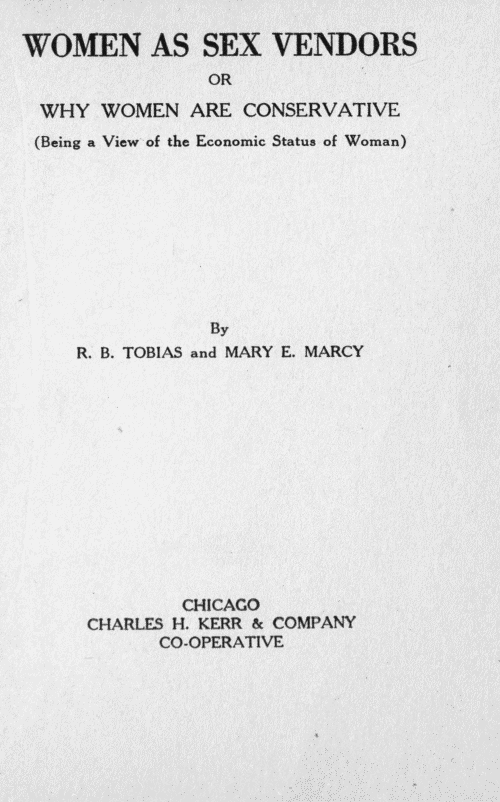 WOMEN AS SEX VENDORS
OR
WHY WOMEN ARE CONSERVATIVE
(Being a View of the Economic Status of Woman)
By
R. B. TOBIAS and MARY E. MARCY
CHICAGO
CHARLES H. KERR & COMPANY
CO-OPERATIVE